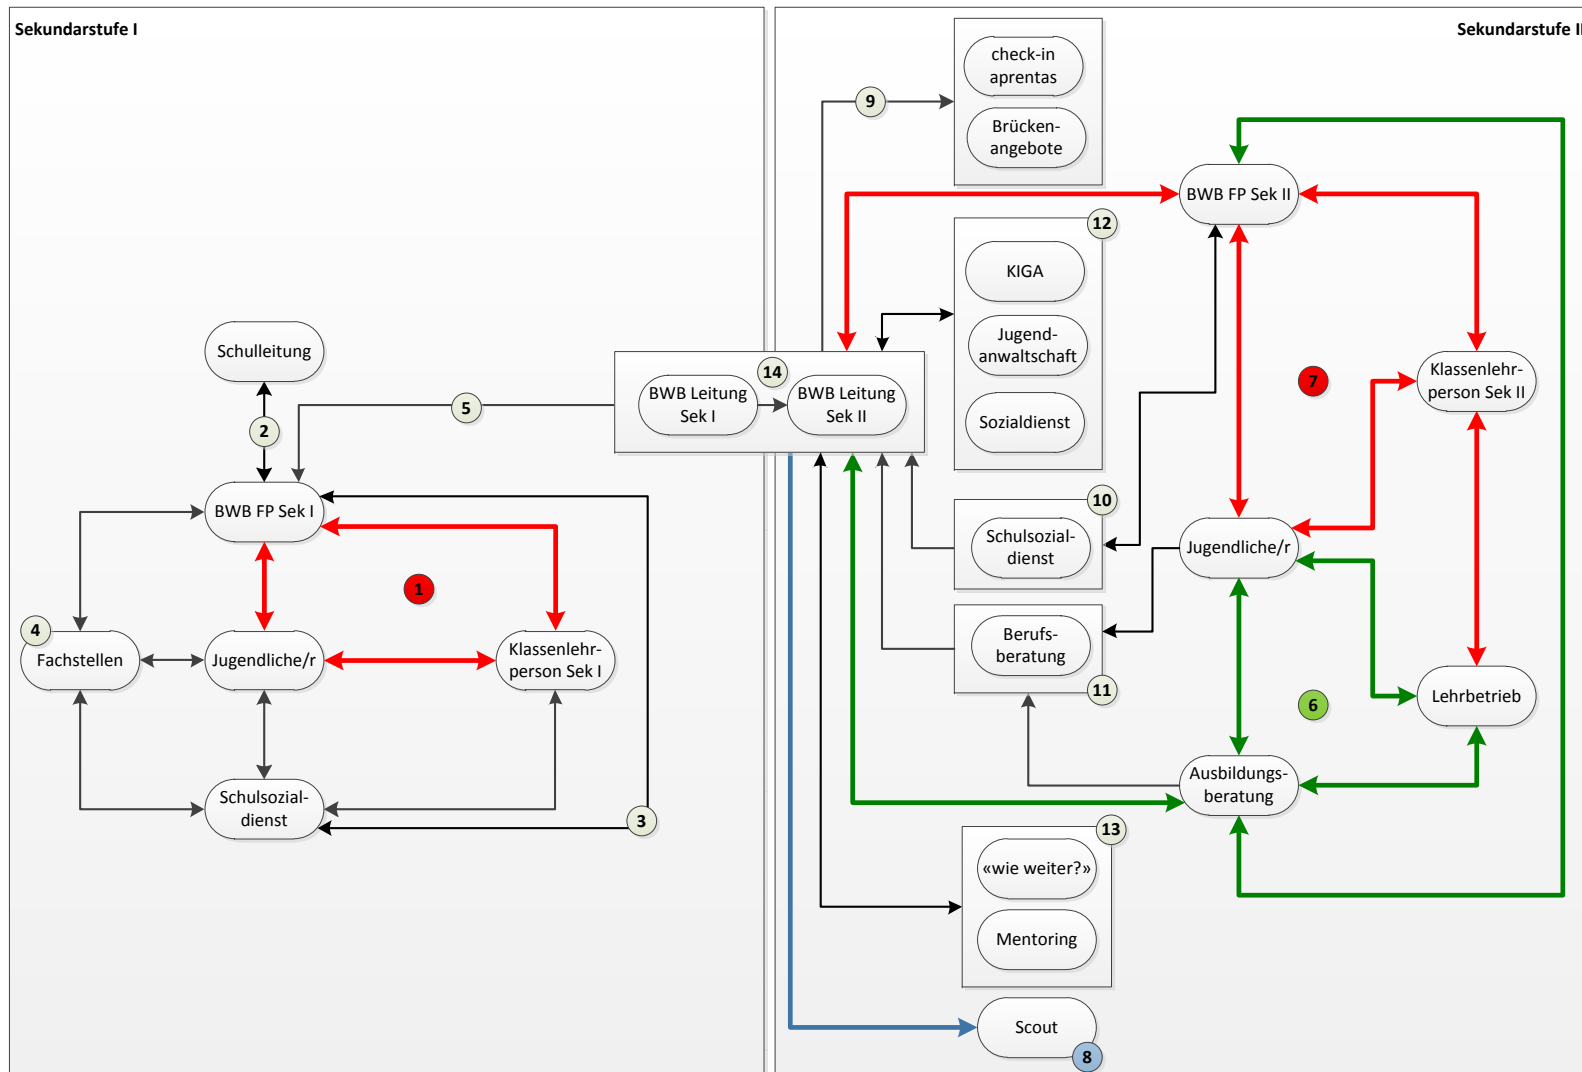 Sekundarstufe I
Schulleitung
2
5
BWB FP Sek I
1
4
Fachstellen
Jugendliche/r
Klassenlehr-
person Sek I
Schulsozial-
dienst
3
14
BWB Leitung
Sek I
BWB Leitung
Sek II
Sekundarstufe II
9
check-in
aprentas
Brücken-
angebote
BWB FP Sek II
12
KIGA
Jugend-
anwaltschaft
Sozialdienst
7
Klassenlehr-
person Sek II
10
Schulsozial-
dienst
Jugendliche/r
Berufs-
beratung
11
6
Lehrbetrieb
Ausbildungs-
beratung
13
«wie weiter?»
Mentoring
Scout
8